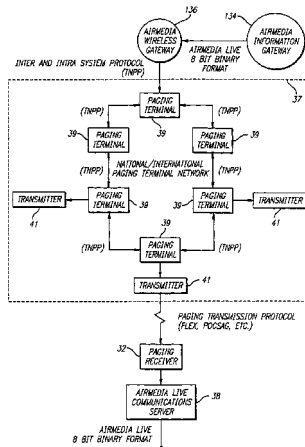 136
134
AIRMEDIA
WIRELESS
GATEWAY
AIRMEDIA
INFORMATION
GATEWAY
AIRMEDIA LIVE
8 BIT BINARY
FORMAT
INTER AND INTRA SYSTEM PROTOCOL
(TNPP)
37
PAGING
TERMINAL
39
(TNPP)
(TNPP)
PAGING
TERMINAL
39
PAGING
TERMINAL
39
(TNPP)
NATIONAL/INTERNATIONAL
PAGING TERMINAL NETWORK
(TNPP)
TRANSMITTER
41
PAGING
TERMINAL
39
39
PAGING
TERMINAL
TRANSMITTER
41
39
(TNPP)
PAGING
TERMINAL
(TNPP)
TRANSMITTER
41
PAGING TRANSMISSION PROTOCOL
(FLEX, POCSAG, ETC.)
32
PAGING
RECEIVER
AIRMEDIA LIVE
COMMUNICATIONS
SERVER
38
AIRMEDIA LIVE
8 BIT BINARY FORMAT